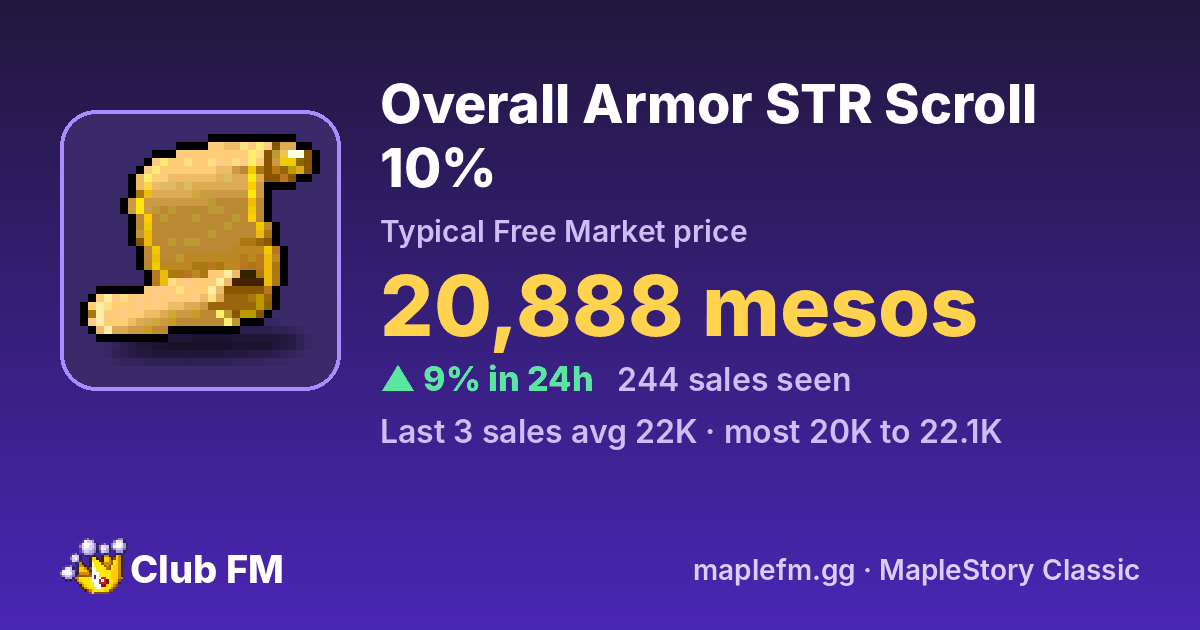 Overall Armor STR Scroll
10%
Typical Free Market price
20,888 mesos
▲ 9% in 24h 244 sales seen
Last 3 sales avg 22K · most 20K to 22.1K
Club FM
maplefm.gg · MapleStory Classic